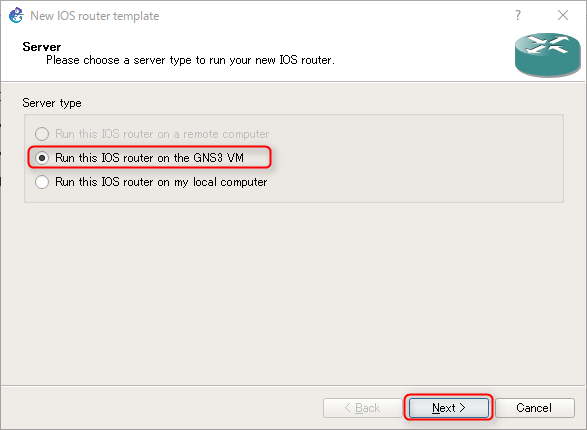 New IOS router template
?
Server
Please choose a server type to run your new IOS router.
Server type
Run this IOS router on a remote computer
Run this IOS router on the GNS3 VM
Run this IOS router on my local computer
< Back
Next >
Cancel